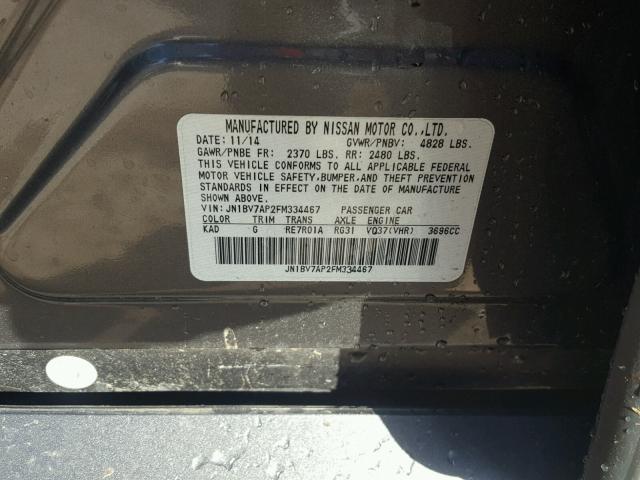 MANUFACTURED BY NISSAN MOTOR CO.,LTD.
DATE: 11/14 GVWR/PNBV: 4828 LBS.
GAWR/PNBE FR: 2370 LBS. RR: 2480 LBS.
THIS VEHICLE CONFORMS TO ALL APPLICABLE FEDERAL
MOTOR VEHICLE SAFETY,BUMPER,AND THEFT PREVENTION
STANDARDS IN EFFECT ON THE DATE OF MANUFACTURE
SHOWN ABOVE.
VIN: JN1BV7AP2FM334467 PASSENGER CAR
COLOR TRIM TRANS AXLE ENGINE
KAD G RE7R01A RG31 VQ37(VHR) 3696CC
JN1BV7AP2FM334467